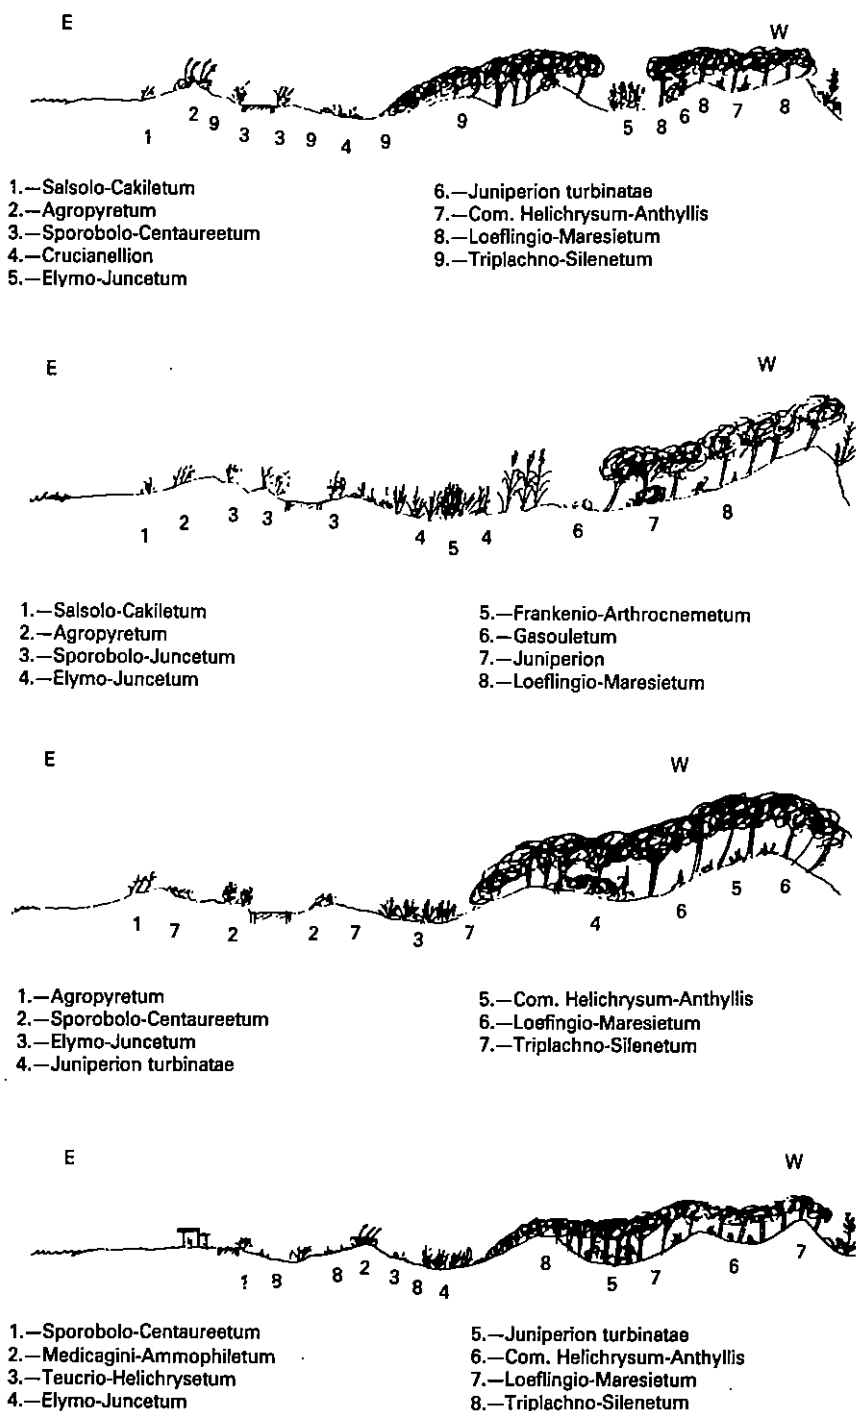 E W
1 2 9 3 3 9 4 9 9 5 8 6 8 7 8
1.—Salsolo-Cakiletum
2.—Agropyretum
3.—Sporobolo-Centaureetum
4.—Crucianellion
5.—Elymo-Juncetum
6.—Juniperion turbinatae
7.—Com. Helichrysum-Anthyllis
8.—Loeflingio-Maresietum
9.—Triplachno-Silenetum
E W
1 2 3 3 3 4 5 4 6 7 8
1.—Salsolo-Cakiletum
2.—Agropyretum
3.—Sporobolo-Juncetum
4.—Elymo-Juncetum
5.—Frankenio-Arthrocnemetum
6.—Gasouletum
7.—Juniperion
8.—Loeflingio-Maresietum
E W
1 7 2 2 7 3 7 4 6 5 6
1.—Agropyretum
2.—Sporobolo-Centaureetum
3.—Elymo-Juncetum
4.—Juniperion turbinatae
5.—Com. Helichrysum-Anthyllis
6.—Loefingio-Maresietum
7.—Triplachno-Silenetum
E W
1 8 8 2 3 8 4 8 5 7 6 7
1.—Sporobolo-Centaureetum
2.—Medicagini-Ammophiletum
3.—Teucrio-Helichrysetum
4.—Elymo-Juncetum
5.—Juniperion turbinatae
6.—Com. Helichrysum-Anthyllis
7.—Loeflingio-Maresietum
8.—Triplachno-Silenetum